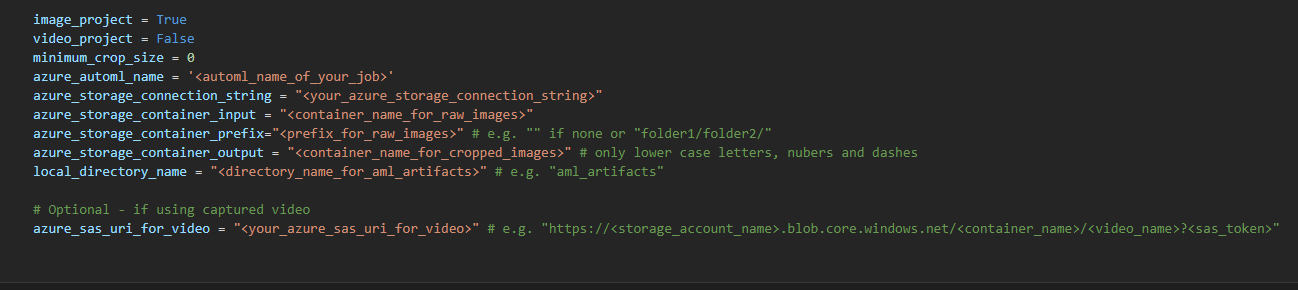 image_project = True
video_project = False
minimum_crop_size = 0
azure_automl_name = '<automl_name_of_your_job>'
azure_storage_connection_string = "<your_azure_storage_connection_string>"
azure_storage_container_input = "<container_name_for_raw_images>"
azure_storage_container_prefix="<prefix_for_raw_images>" # e.g. "" if none or "folder1/folder2/"
azure_storage_container_output = "<container_name_for_cropped_images>" # only lower case letters, nubers and dashes
local_directory_name = "<directory_name_for_aml_artifacts>" # e.g. "aml_artifacts"
# Optional - if using captured video
azure_sas_uri_for_video = "<your_azure_sas_uri_for_video>" # e.g. "https://<storage_account_name>.blob.core.windows.net/<container_name>/<video_name>?<sas_token>"